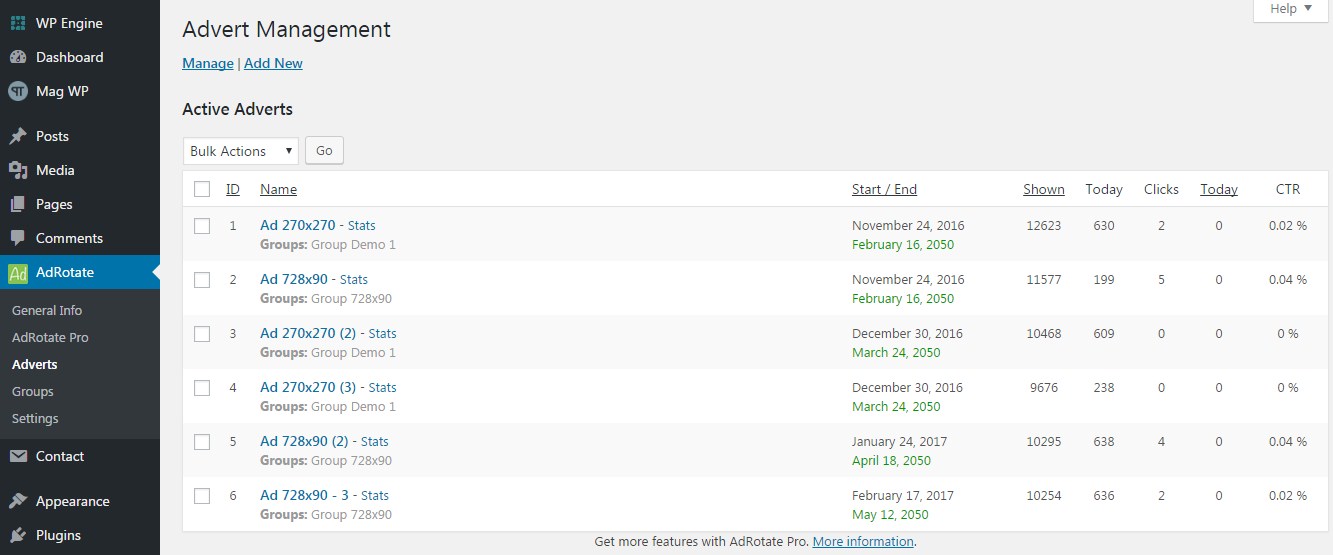 WP Engine
Dashboard
Mag WP
Posts
Media
Pages
Comments
Ad AdRotate
General Info
AdRotate Pro
Adverts
Groups
Settings
Contact
Appearance
Plugins
Help
Advert Management
Manage | Add New
Active Adverts
Bulk Actions Go
ID Name Start / End Shown Today Clicks Today CTR
1 Ad 270x270 - Stats November 24, 2016 12623 630 2 0 0.02 %
Groups: Group Demo 1 February 16, 2050
2 Ad 728x90 - Stats November 24, 2016 11577 199 5 0 0.04 %
Groups: Group 728x90 February 16, 2050
3 Ad 270x270 (2) - Stats December 30, 2016 10468 609 0 0 0 %
Groups: Group Demo 1 March 24, 2050
4 Ad 270x270 (3) - Stats December 30, 2016 9676 238 0 0 0 %
Groups: Group Demo 1 March 24, 2050
5 Ad 728x90 (2) - Stats January 24, 2017 10295 638 4 0 0.04 %
Groups: Group 728x90 April 18, 2050
6 Ad 728x90 - 3 - Stats February 17, 2017 10254 636 2 0 0.02 %
Groups: Group 728x90 May 12, 2050
Get more features with AdRotate Pro. More information.